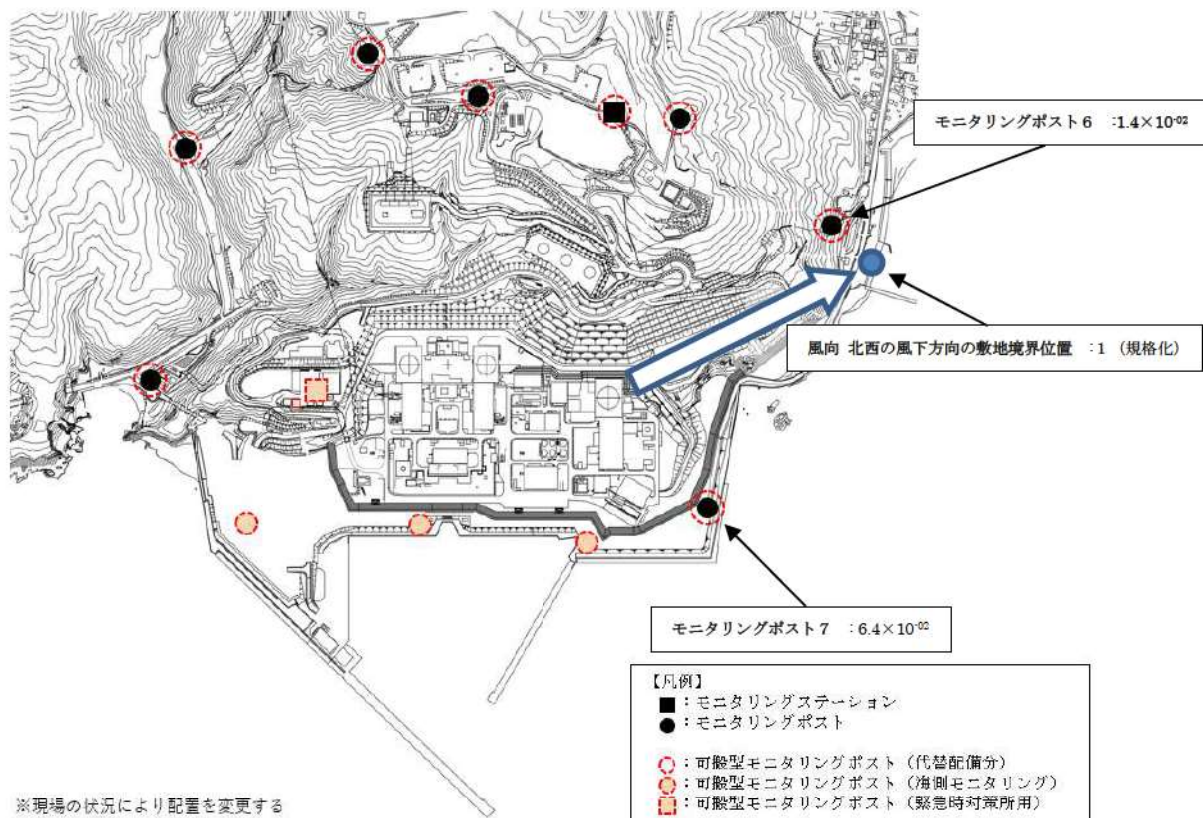 モニタリングポスト6 :1.4×10⁻⁰²
風向 北西の風下方向の敷地境界位置 :1 (規格化)
モニタリングポスト7 :6.4×10⁻⁰²
【凡例】
■:モニタリングステーション
●:モニタリングポスト
:可搬型モニタリングポスト(代替配備分)
:可搬型モニタリングポスト(海側モニタリング)
:可搬型モニタリングポスト(緊急時対策所用)
※現場の状況により配置を変更する